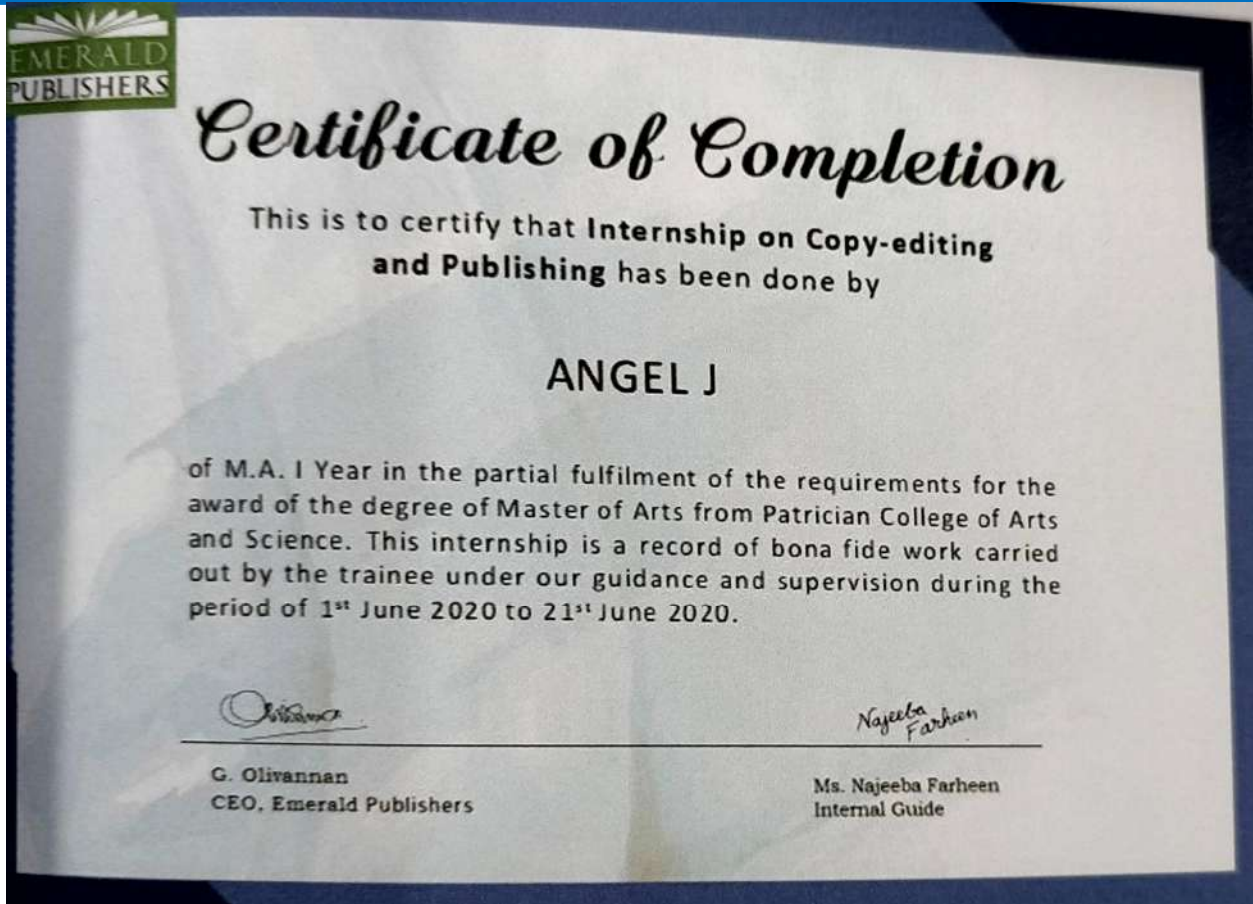 EMERALD
PUBLISHERS
Certificate of Completion
This is to certify that Internship on Copy-editing
and Publishing has been done by
ANGEL J
of M.A. I Year in the partial fulfilment of the requirements for the
award of the degree of Master of Arts from Patrician College of Arts
and Science. This internship is a record of bona fide work carried
out by the trainee under our guidance and supervision during the
period of 1st June 2020 to 21st June 2020.
Najeeba
Farheen
G. Olivannan
CEO, Emerald Publishers
Ms. Najeeba Farheen
Internal Guide